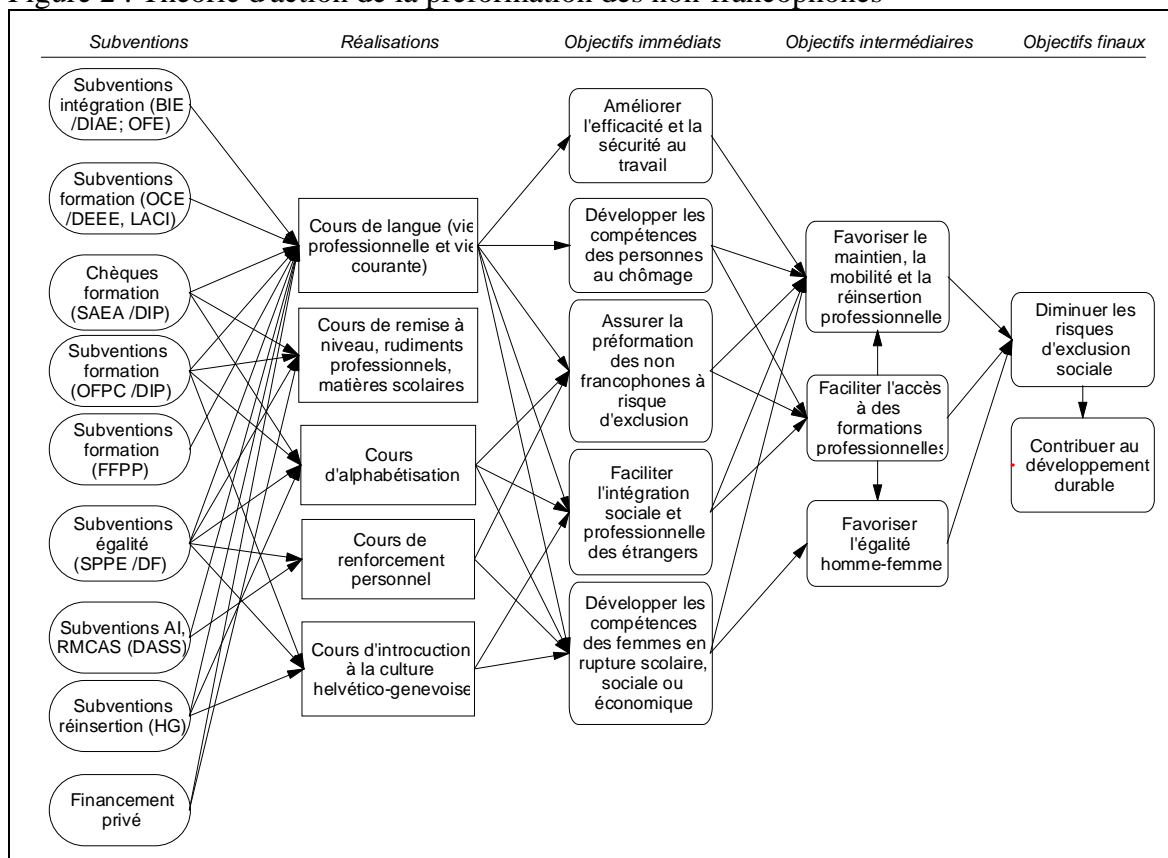 Figure 24 : Théorie d'action de la préformation des non-francophones
Subventions
Réalisations
Objectifs immédiats
Objectifs intermédiaires
Objectifs finaux
Subventions
intégration (BIE
/DIAE; OFE)
Subventions
formation (OCE
/DEEE, LACI)
Chèques
formation
(SAEA /DIP)
Subventions
formation
(OFPC /DIP)
Subventions
formation
(FFPP)
Subventions
égalité
(SPPE /DF)
Subventions AI,
RMCAS (DASS)
Subventions
réinsertion (HG)
Financement
privé
Cours de langue (vie
professionnelle et vie
courante)
Cours de remise à
niveau, rudiments
professionnels,
matières scolaires
Cours
d'alphabétisation
Cours de
renforcement
personnel
Cours d'introcuction
à la culture
helvético-genevoise
Améliorer
l'efficacité et la
sécurité au
travail
Développer les
compétences
des personnes
au chômage
Assurer la
préformation
des non
francophones à
risque
d'exclusion
Faciliter
l'intégration
sociale et
professionnelle
des étrangers
Développer les
compétences
des femmes en
rupture scolaire,
sociale ou
économique
Favoriser le
maintien, la
mobilité et la
réinsertion
professionnelle
Faciliter l'accès
à des
formations
professionnelles
Favoriser
l'égalité
homme-femme
Diminuer les
risques
d'exclusion
sociale
Contribuer au
développement
durable